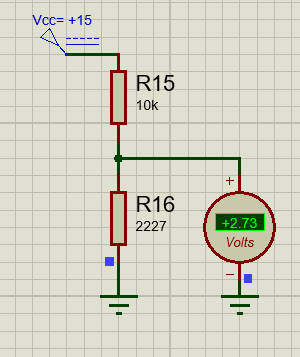 Vcc= +15
R15
10k
R16
2227
+
+2.73
Volts
−